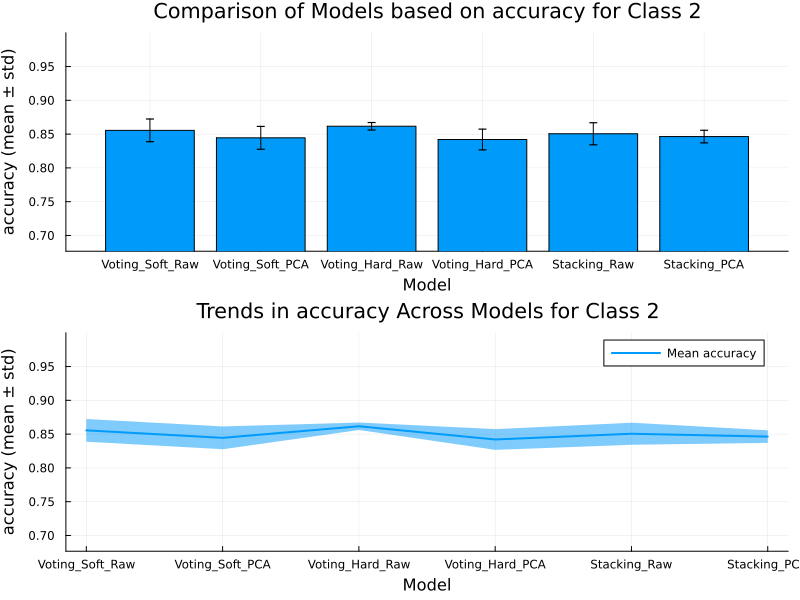 Comparison of Models based on accuracy for Class 2
accuracy (mean ± std)
0.95
0.90
0.85
0.80
0.75
0.70
Voting_Soft_Raw Voting_Soft_PCA Voting_Hard_Raw Voting_Hard_PCA Stacking_Raw Stacking_PCA
Model
Trends in accuracy Across Models for Class 2
accuracy (mean ± std)
Mean accuracy
0.95
0.90
0.85
0.80
0.75
0.70
Voting_Soft_Raw Voting_Soft_PCA Voting_Hard_Raw Voting_Hard_PCA Stacking_Raw Stacking_PC
Model